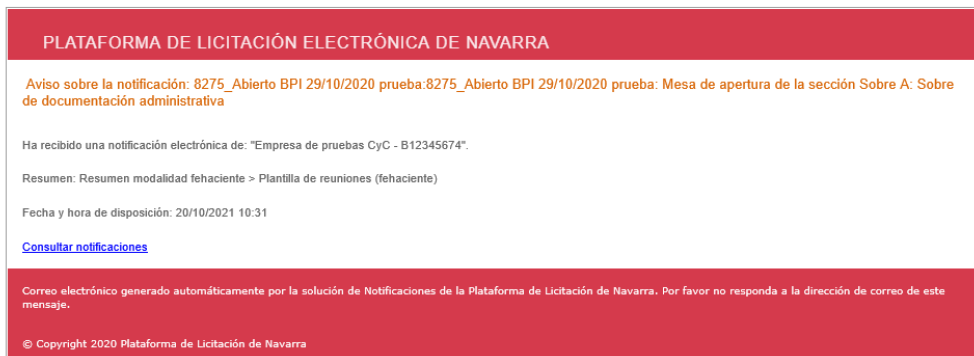 PLATAFORMA DE LICITACIÓN ELECTRÓNICA DE NAVARRA
Aviso sobre la notificación: 8275_Abierto BPI 29/10/2020 prueba:8275_Abierto BPI 29/10/2020 prueba: Mesa de apertura de la sección Sobre A: Sobre
de documentación administrativa
Ha recibido una notificación electrónica de: "Empresa de pruebas CyC - B12345674".
Resumen: Resumen modalidad fehaciente > Plantilla de reuniones (fehaciente)
Fecha y hora de disposición: 20/10/2021 10:31
Consultar notificaciones
Correo electrónico generado automáticamente por la solución de Notificaciones de la Plataforma de Licitación de Navarra. Por favor no responda a la dirección de correo de este
mensaje.
© Copyright 2020 Plataforma de Licitación de Navarra